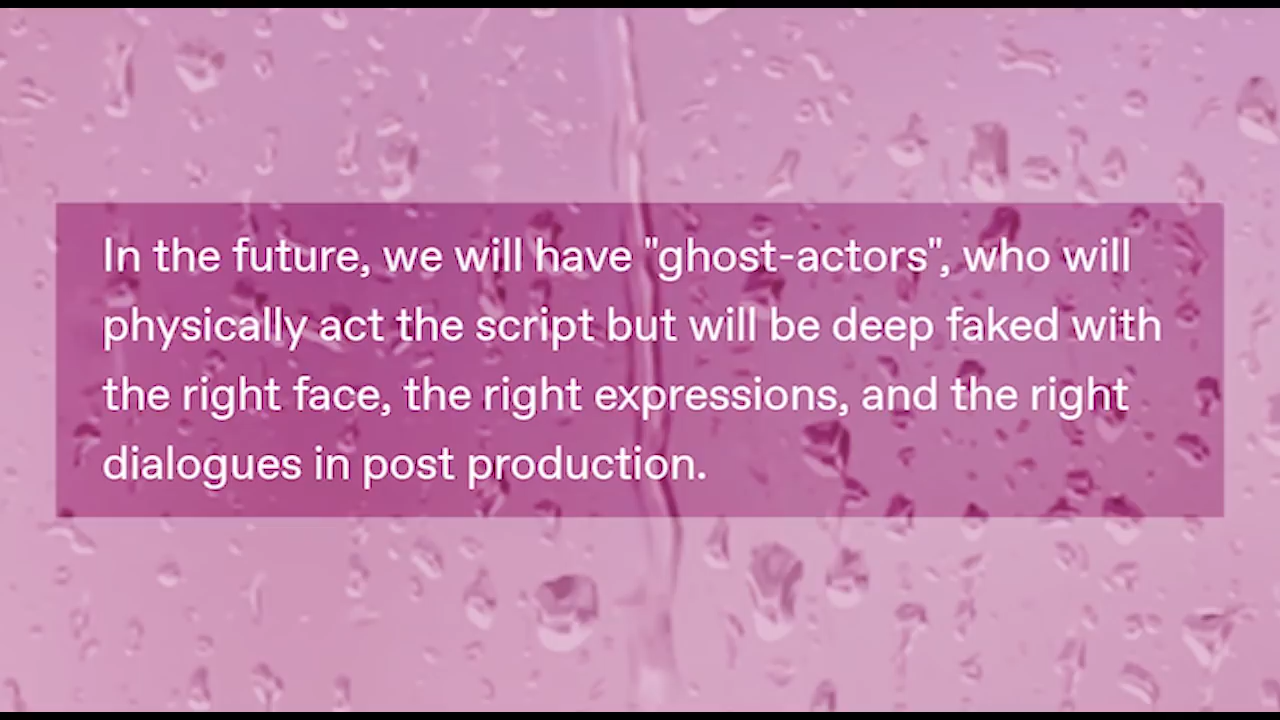 In the future, we will have "ghost-actors", who will
physically act the script but will be deep faked with
the right face, the right expressions, and the right
dialogues in post production.